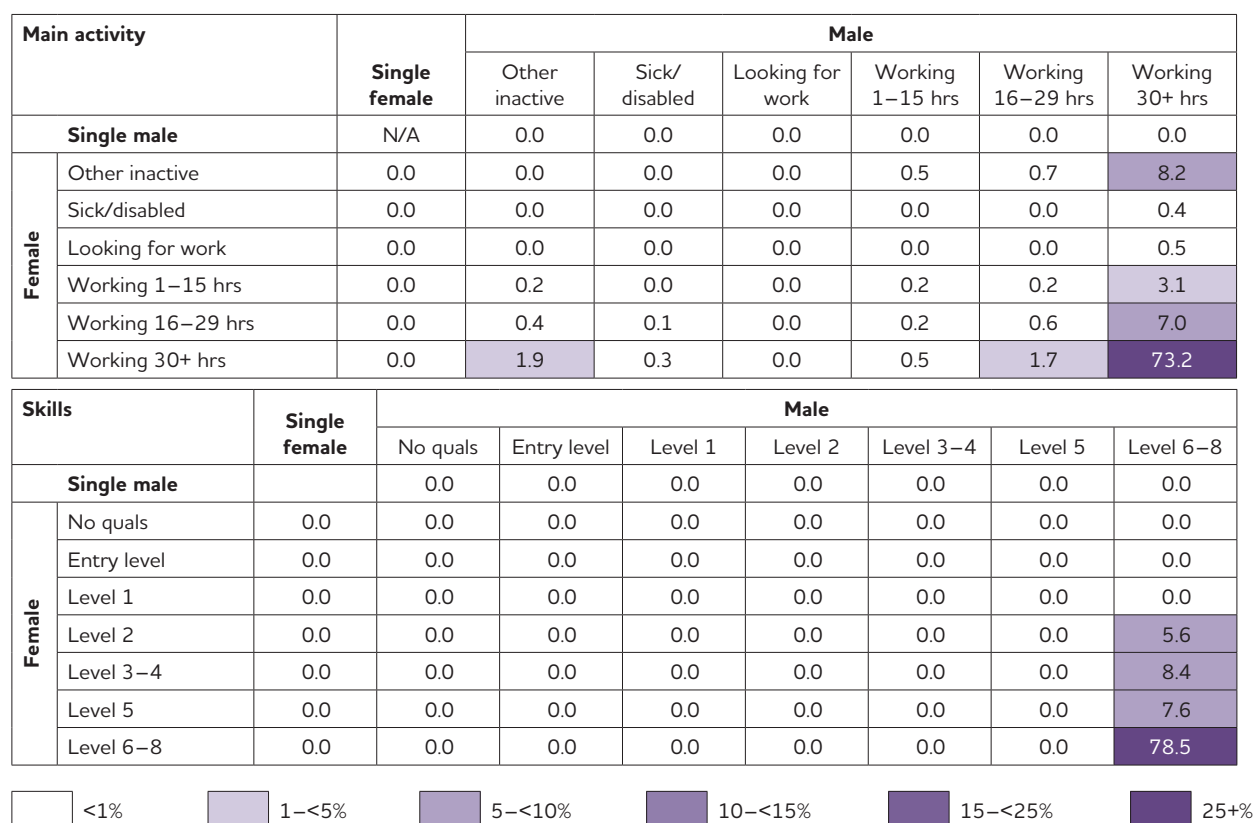 Main activity Single female Male
Other inactive Sick/ disabled Looking for work Working 1–15 hrs Working 16–29 hrs Working 30+ hrs
Single male N/A 0.0 0.0 0.0 0.0 0.0 0.0
Female
Other inactive 0.0 0.0 0.0 0.0 0.5 0.7 8.2
Sick/disabled 0.0 0.0 0.0 0.0 0.0 0.0 0.4
Looking for work 0.0 0.0 0.0 0.0 0.0 0.0 0.5
Working 1–15 hrs 0.0 0.2 0.0 0.0 0.2 0.2 3.1
Working 16–29 hrs 0.0 0.4 0.1 0.0 0.2 0.6 7.0
Working 30+ hrs 0.0 1.9 0.3 0.0 0.5 1.7 73.2
Skills Single female Male
No quals Entry level Level 1 Level 2 Level 3–4 Level 5 Level 6–8
Single male 0.0 0.0 0.0 0.0 0.0 0.0 0.0
Female
No quals 0.0 0.0 0.0 0.0 0.0 0.0 0.0 0.0
Entry level 0.0 0.0 0.0 0.0 0.0 0.0 0.0 0.0
Level 1 0.0 0.0 0.0 0.0 0.0 0.0 0.0 0.0
Level 2 0.0 0.0 0.0 0.0 0.0 0.0 0.0 5.6
Level 3–4 0.0 0.0 0.0 0.0 0.0 0.0 0.0 8.4
Level 5 0.0 0.0 0.0 0.0 0.0 0.0 0.0 7.6
Level 6–8 0.0 0.0 0.0 0.0 0.0 0.0 0.0 78.5
<1% 1–<5% 5–<10% 10–<15% 15–<25% 25+%